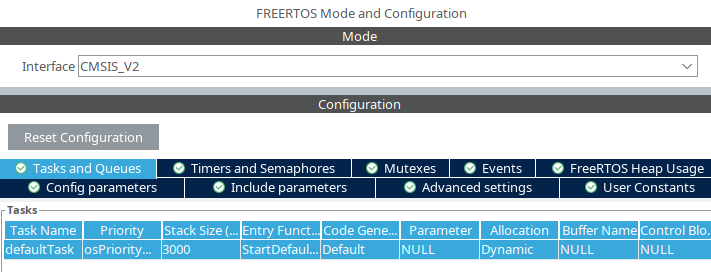 FREERTOS Mode and Configuration
Mode
Interface CMSIS_V2
Configuration
Reset Configuration
Tasks and Queues Timers and Semaphores Mutexes Events FreeRTOS Heap Usage
Config parameters Include parameters Advanced settings User Constants
Tasks
Task Name Priority Stack Size (... Entry Funct... Code Gene... Parameter Allocation Buffer Name Control Blo...
defaultTask osPriority... 3000 StartDefaul... Default NULL Dynamic NULL NULL